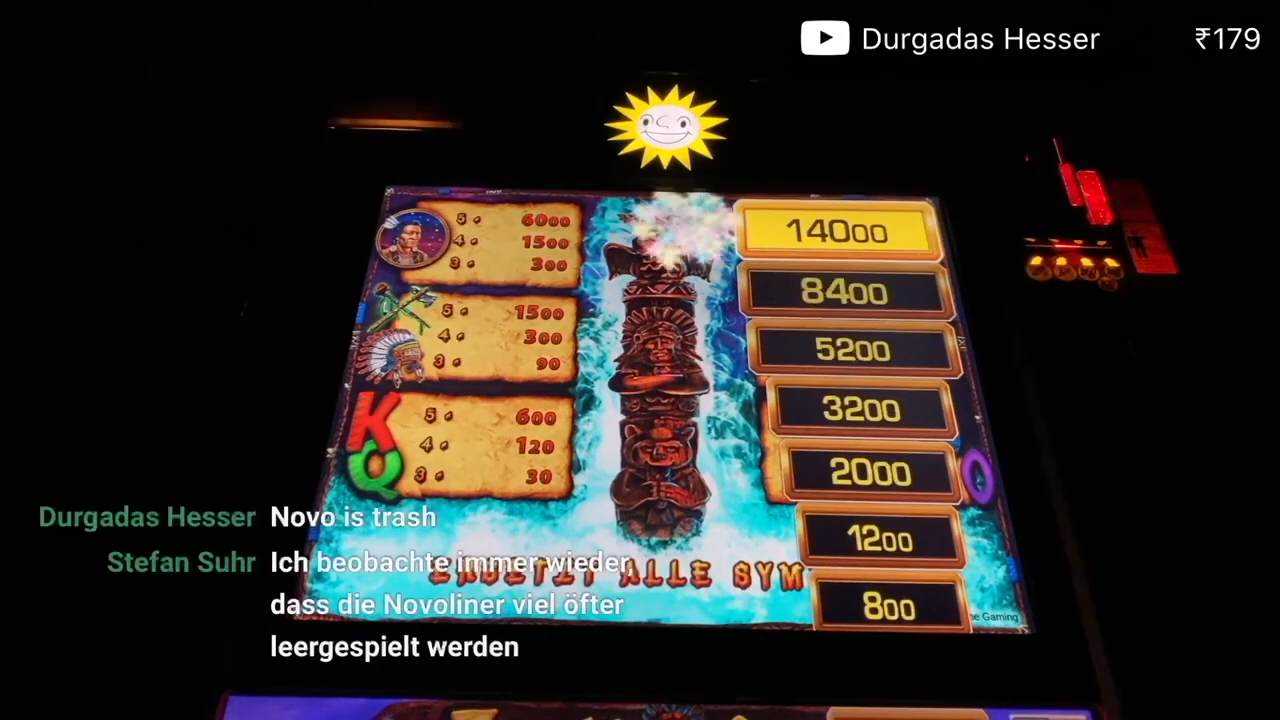 Durgadas Hesser ₹179
5 6000
4 1500
3 300
5 1500
4 300
3 90
K
Q
5 600
4 120
3 30
14000
8400
5200
3200
2000
1200
800
ERSETZT ALLE SYM
Gaming
Durgadas Hesser Novo is trash
Stefan Suhr Ich beobachte immer wieder,
dass die Novoliner viel öfter
leergespielt werden